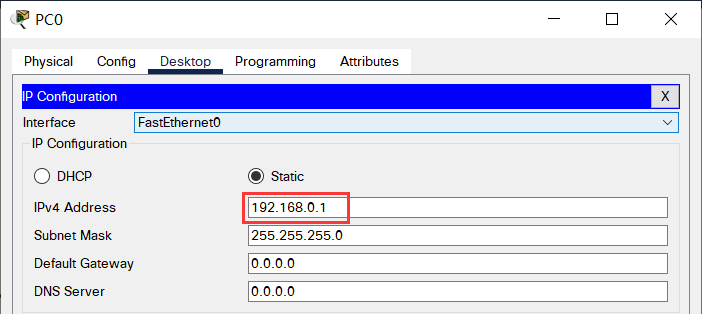 PC0
Physical Config Desktop Programming Attributes
IP Configuration X
Interface FastEthernet0
IP Configuration
DHCP Static
IPv4 Address 192.168.0.1
Subnet Mask 255.255.255.0
Default Gateway 0.0.0.0
DNS Server 0.0.0.0